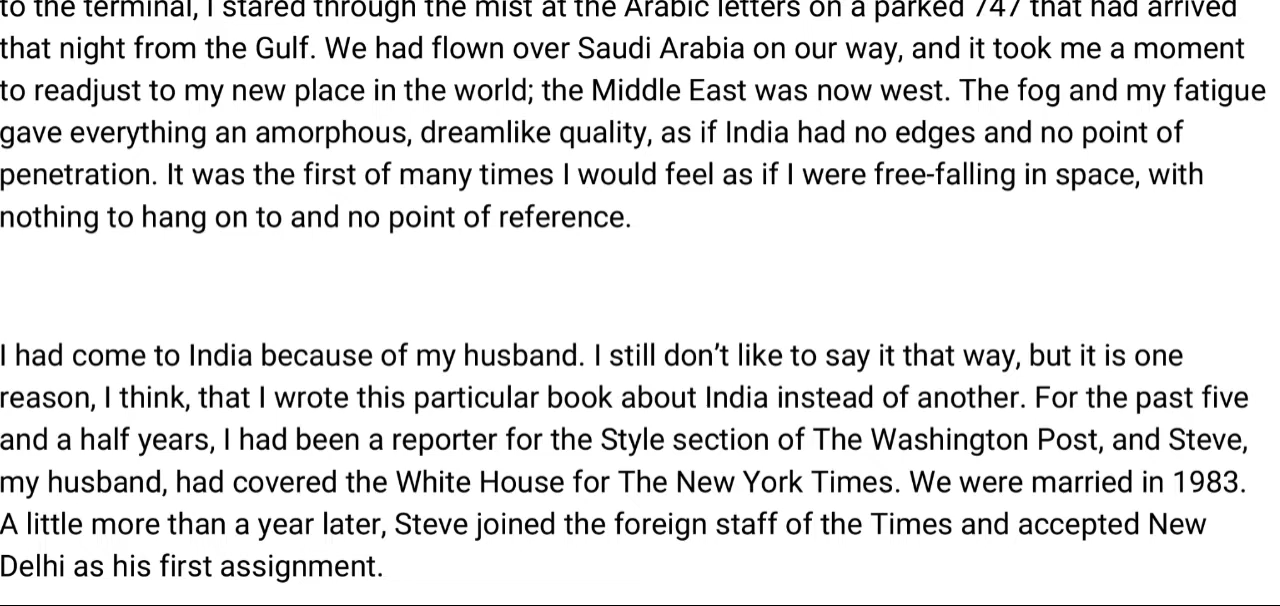 to the terminal, I stared through the mist at the Arabic letters on a parked 747 that had arrived
that night from the Gulf. We had flown over Saudi Arabia on our way, and it took me a moment
to readjust to my new place in the world; the Middle East was now west. The fog and my fatigue
gave everything an amorphous, dreamlike quality, as if India had no edges and no point of
penetration. It was the first of many times I would feel as if I were free-falling in space, with
nothing to hang on to and no point of reference.
I had come to India because of my husband. I still don’t like to say it that way, but it is one
reason, I think, that I wrote this particular book about India instead of another. For the past five
and a half years, I had been a reporter for the Style section of The Washington Post, and Steve,
my husband, had covered the White House for The New York Times. We were married in 1983.
A little more than a year later, Steve joined the foreign staff of the Times and accepted New
Delhi as his first assignment.